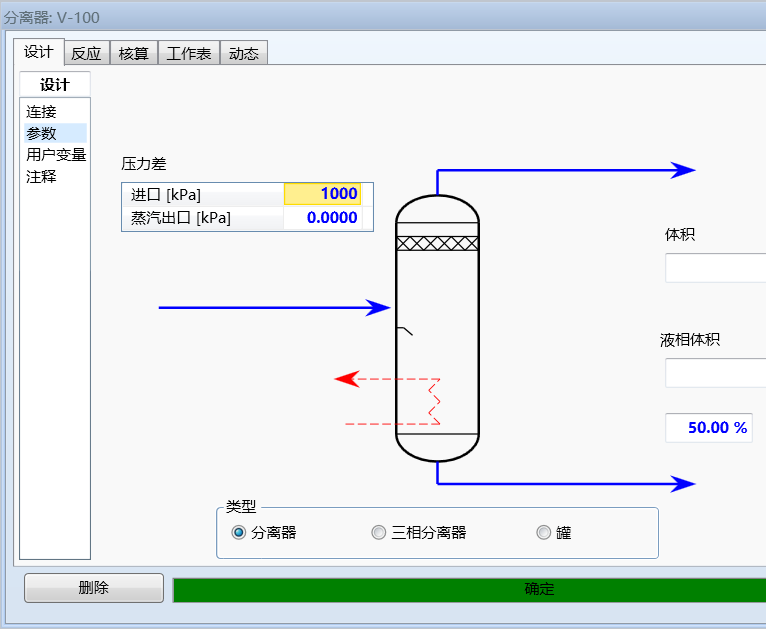 分离器: V-100
设计 反应 核算 工作表 动态
设计
连接
参数
用户变量
注释
压力差
进口 [kPa] 1000
蒸汽出口 [kPa] 0.0000
体积
液相体积
50.00 %
类型
分离器 三相分离器 罐
删除 确定